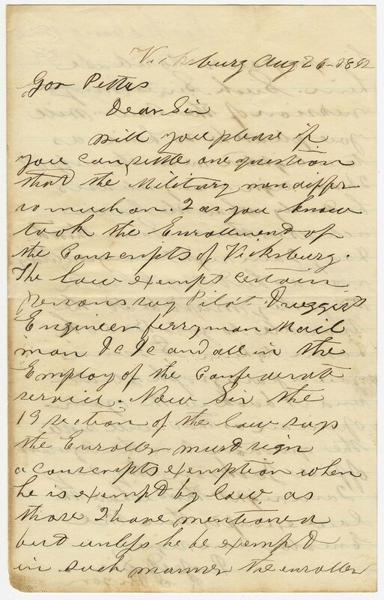 Vicksburg Aug 26 1862
Gov Pettus
Dear Sir
Will you please if
you can settle one question
that the Military men differ
so much on. I as you know
took the Enrollment of
the Conscripts of Vicksburg.
The law exempts certain
persons say Pilot Druggist
Engineer ferryman Mail
man &c &c and all in the
Employ of the Confederate
service. Now Sir the
19 section of the law says
the Enroller must sign
a conscripts exemption when
he is exempt by law as
those I have mentioned
but unless he be exempt
in such manner the enroller